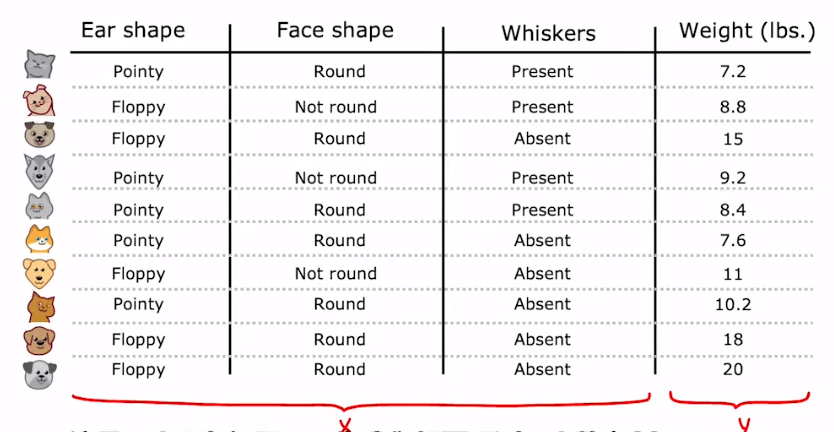 Ear shape Face shape Whiskers Weight (lbs.)
Pointy Round Present 7.2
Floppy Not round Present 8.8
Floppy Round Absent 15
Pointy Not round Present 9.2
Pointy Round Present 8.4
Pointy Round Absent 7.6
Floppy Not round Absent 11
Pointy Round Absent 10.2
Floppy Round Absent 18
Floppy Round Absent 20
X y